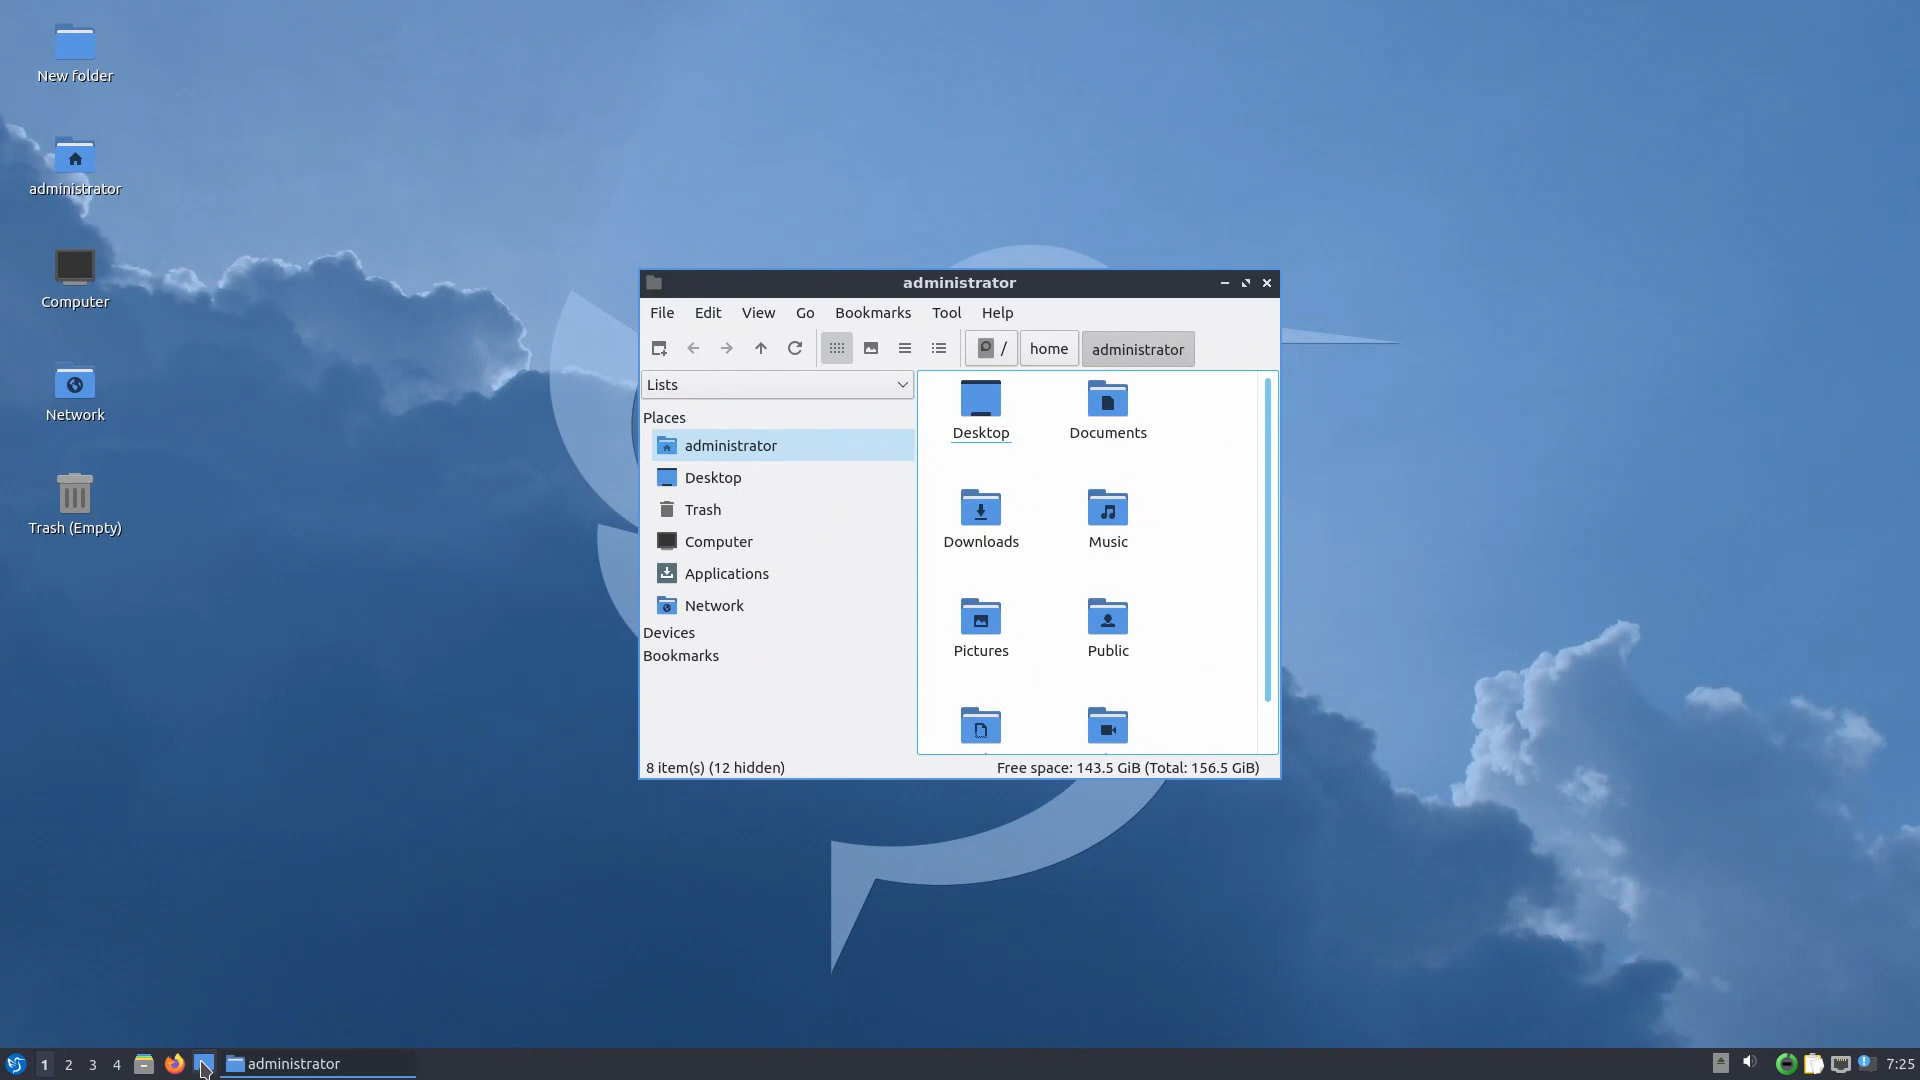 New folder
administrator
Computer
Network
Trash (Empty)
administrator
File Edit View Go Bookmarks Tool Help
/ home administrator
Lists
Places
administrator
Desktop
Trash
Computer
Applications
Network
Devices
Bookmarks
Desktop Documents
Downloads Music
Pictures Public
8 item(s) (12 hidden) Free space: 143.5 GiB (Total: 156.5 GiB)
1 2 3 4 administrator 7:25